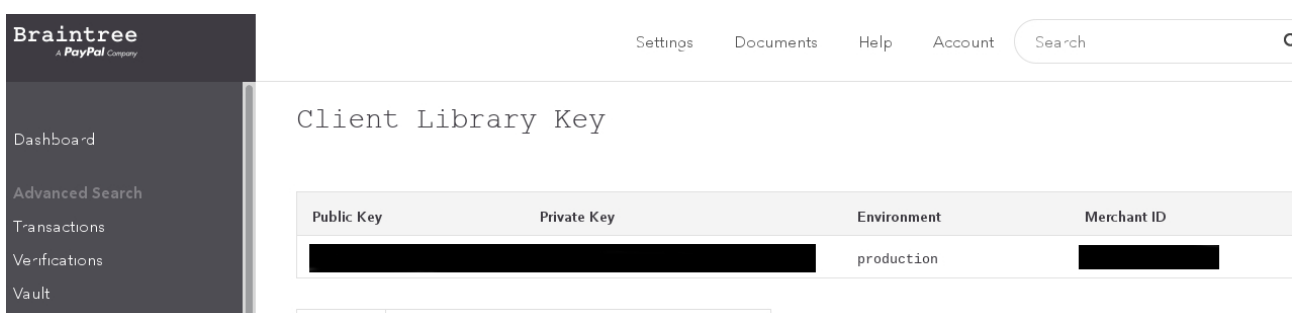 Braintree
A PayPal Company
Settings Documents Help Account Search
Client Library Key
Dashboard
Advanced Search
Transactions
Verifications
Vault
Public Key Private Key Environment Merchant ID
production